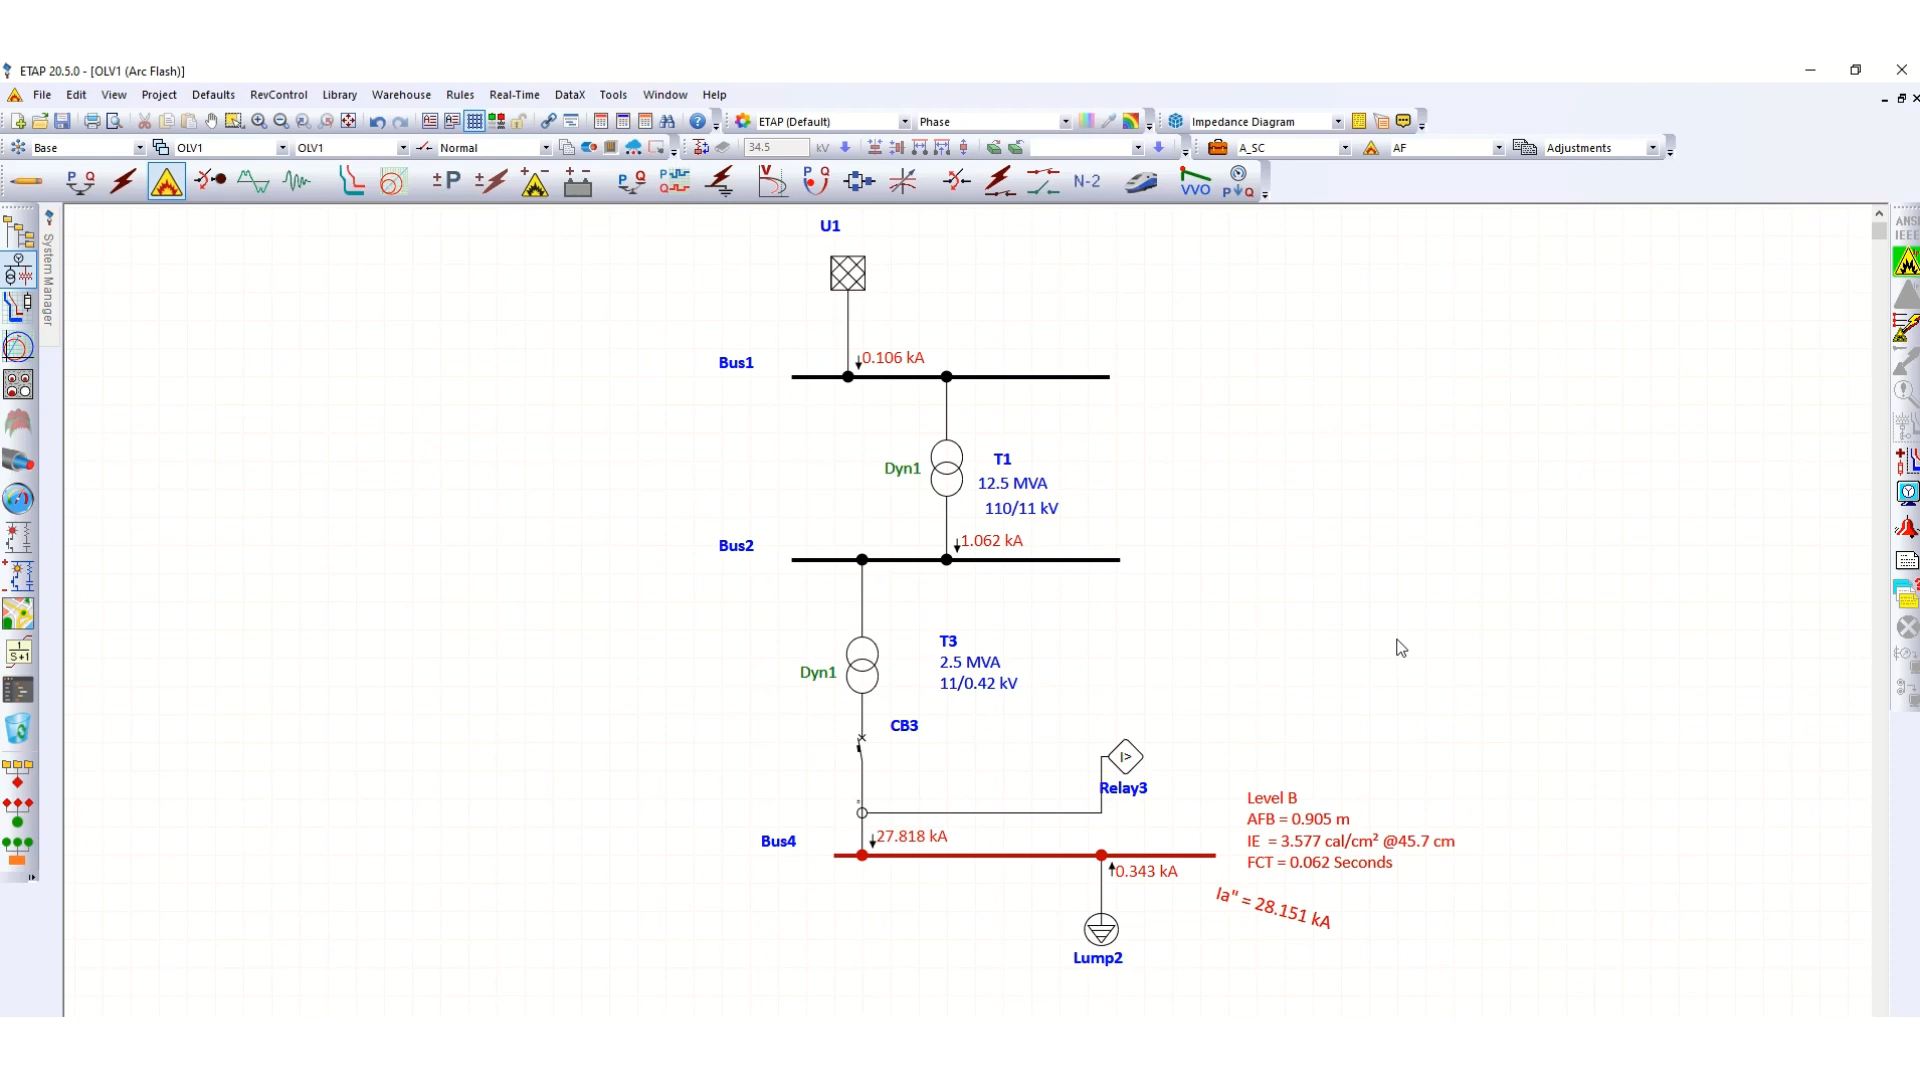 ETAP 20.5.0 - [OLV1 (Arc Flash)]
File Edit View Project Defaults RevControl Library Warehouse Rules Real-Time DataX Tools Window Help
ETAP (Default) Phase Impedance Diagram
Base OLV1 OLV1 Normal 34.5 kV A_SC AF Adjustments
P Q ±P P Q P Q V P Q N-2 VVO P Q
System Manager
ANSI
IEEE
1
S+1
U1
0.106 kA
Bus1
Dyn1
T1
12.5 MVA
110/11 kV
1.062 kA
Bus2
T3
2.5 MVA
11/0.42 kV
Dyn1
CB3
I>
Relay3
27.818 kA
Bus4
0.343 kA
Level B
AFB = 0.905 m
IE = 3.577 cal/cm² @45.7 cm
FCT = 0.062 Seconds
Ia" = 28.151 kA
Lump2